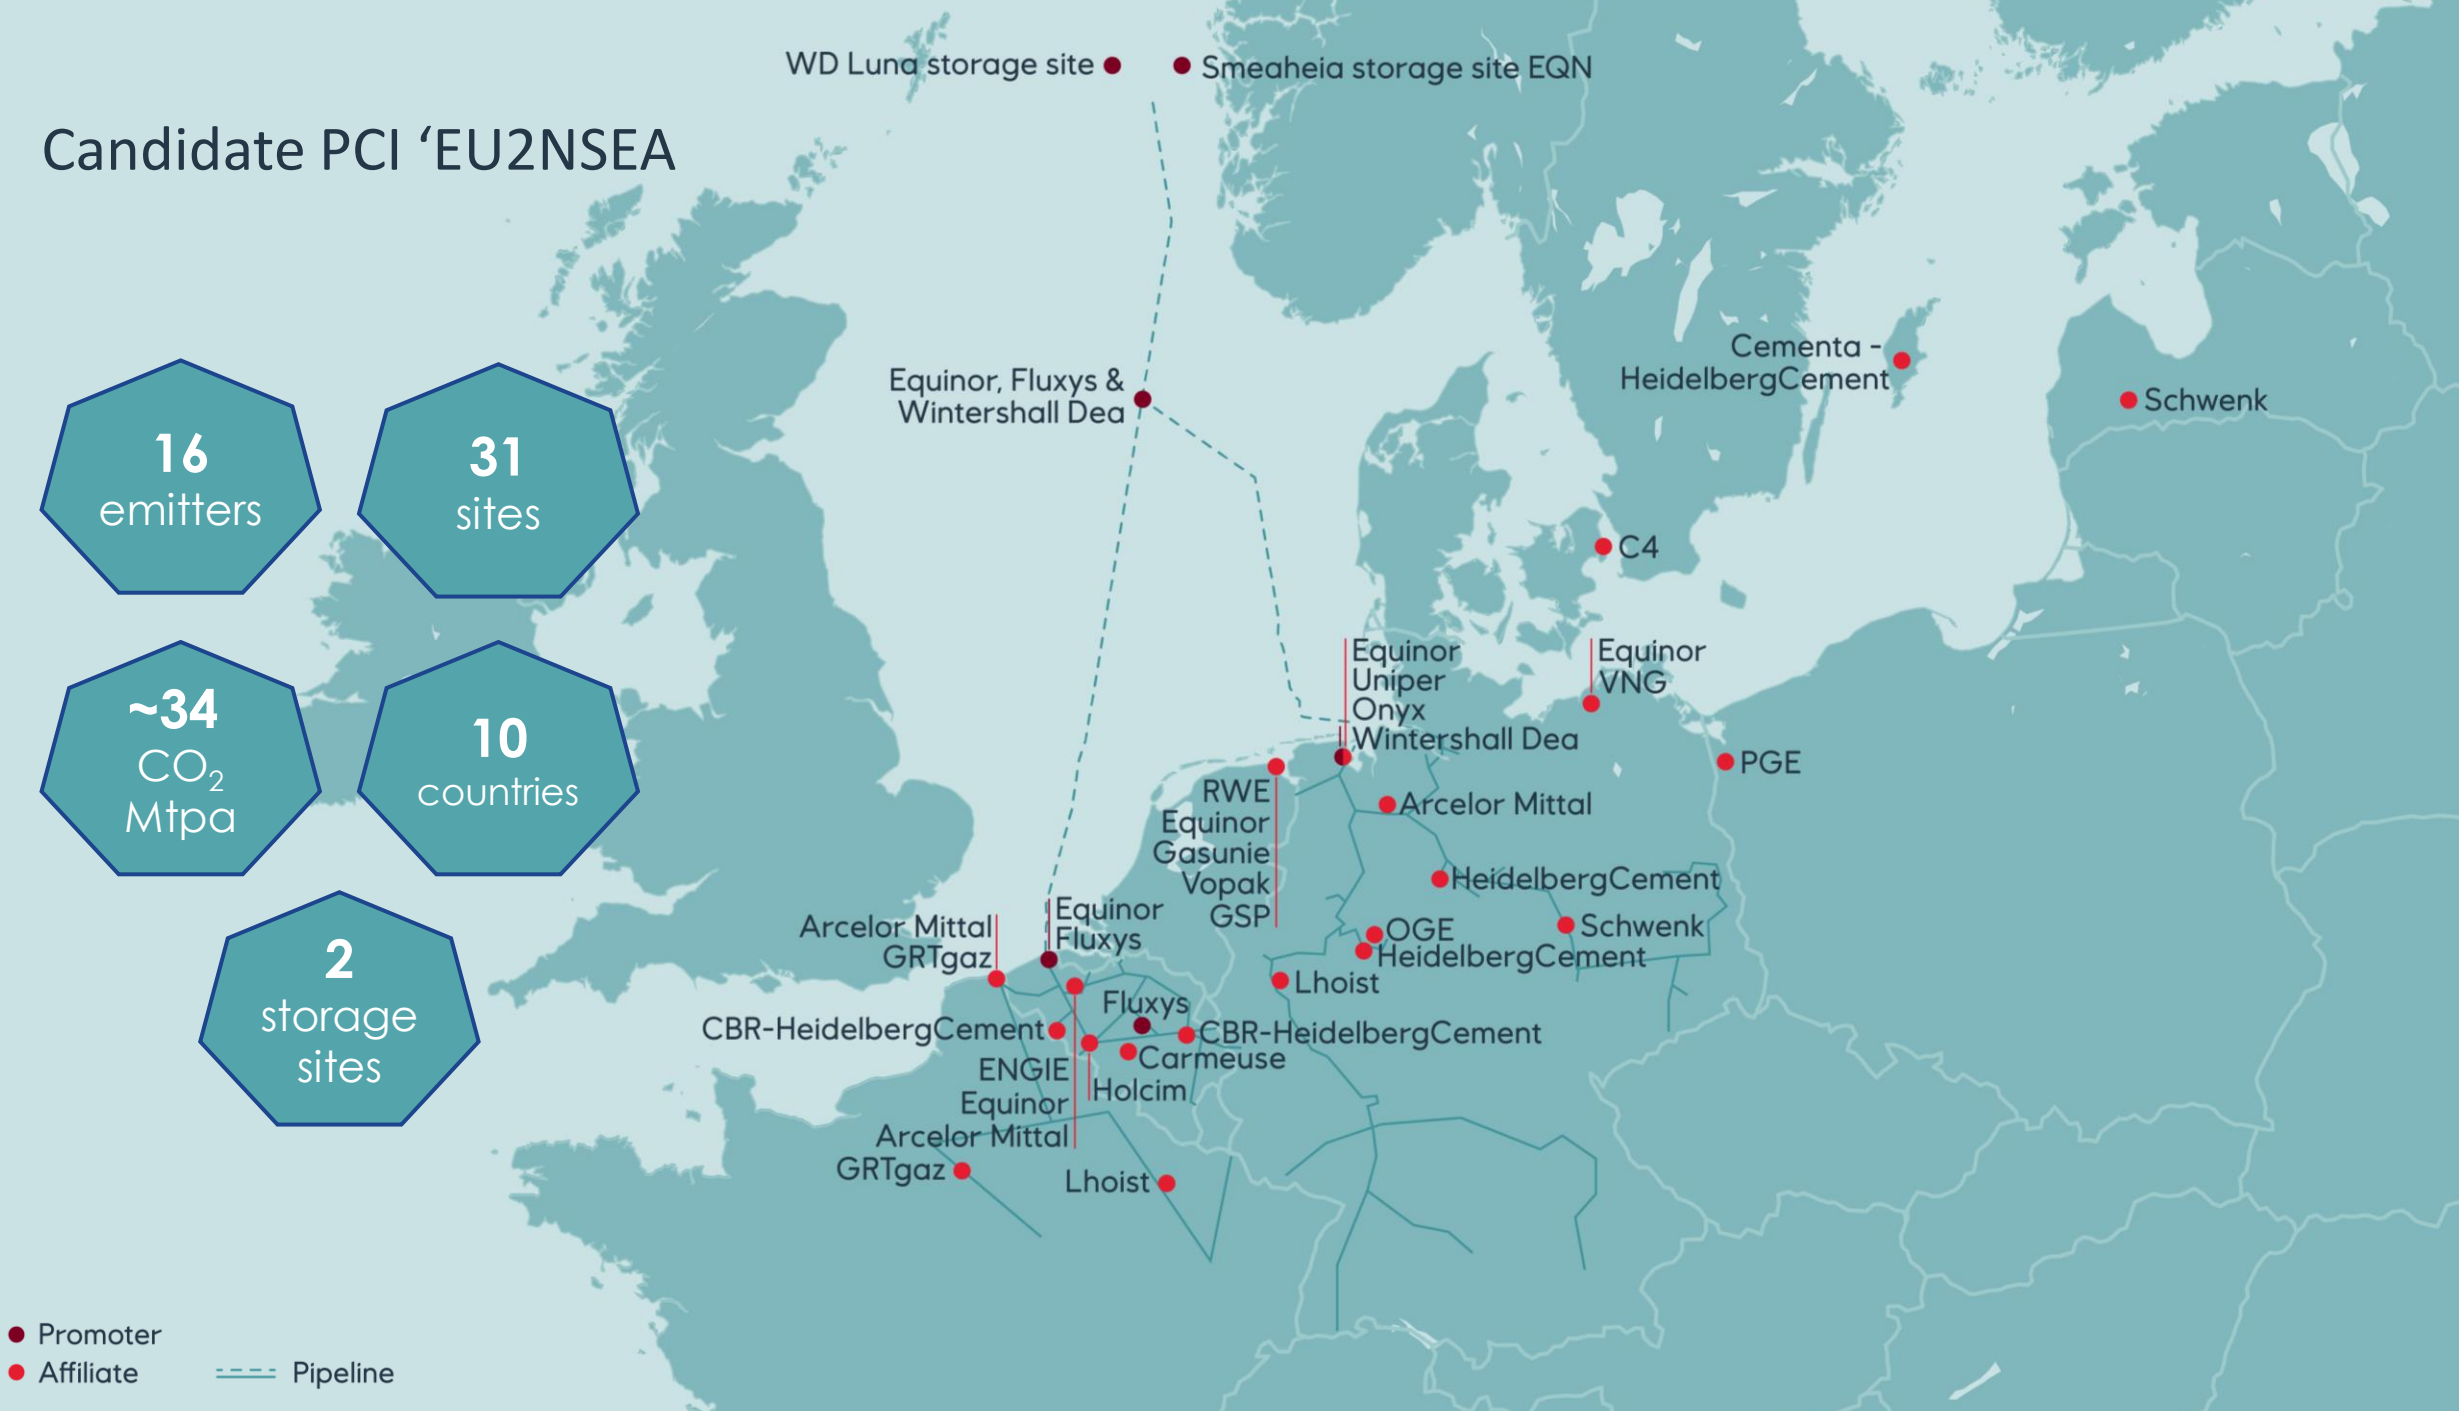 WD Luna storage site
Smeaheia storage site EQN
Candidate PCI ‘EU2NSEA
Equinor, Fluxys &
Wintershall Dea
Cementa -
HeidelbergCement
Schwenk
16
emitters
31
sites
C4
~34
CO₂
Mtpa
10
countries
Equinor
Uniper
Onyx
Wintershall Dea
Equinor
VNG
PGE
RWE
Equinor
Gasunie
Vopak
GSP
Arcelor Mittal
HeidelbergCement
Schwenk
OGE
HeidelbergCement
Lhoist
2
storage
sites
Arcelor Mittal
GRTgaz
Equinor
Fluxys
Fluxys
CBR-HeidelbergCement
CBR-HeidelbergCement
Carmeuse
Holcim
ENGIE
Equinor
Arcelor Mittal
GRTgaz
Lhoist
Promoter
Affiliate
Pipeline